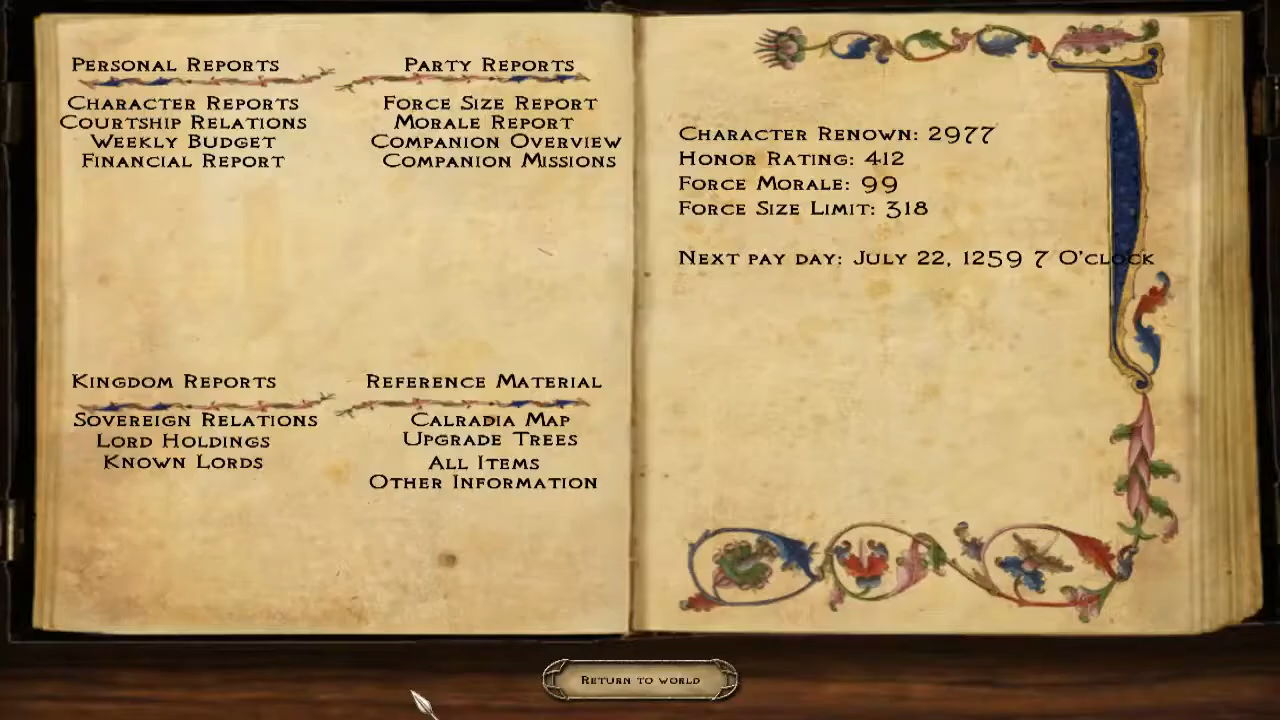 Personal Reports
Character Reports
Courtship Relations
Weekly Budget
Financial Report
Party Reports
Force Size Report
Morale Report
Companion Overview
Companion Missions
Kingdom Reports
Sovereign Relations
Lord Holdings
Known Lords
Reference Material
Calradia Map
Upgrade Trees
All Items
Other Information
Character Renown: 2977
Honor Rating: 412
Force Morale: 99
Force Size Limit: 318
Next pay day: July 22, 1259 7 O'clock
Return to world